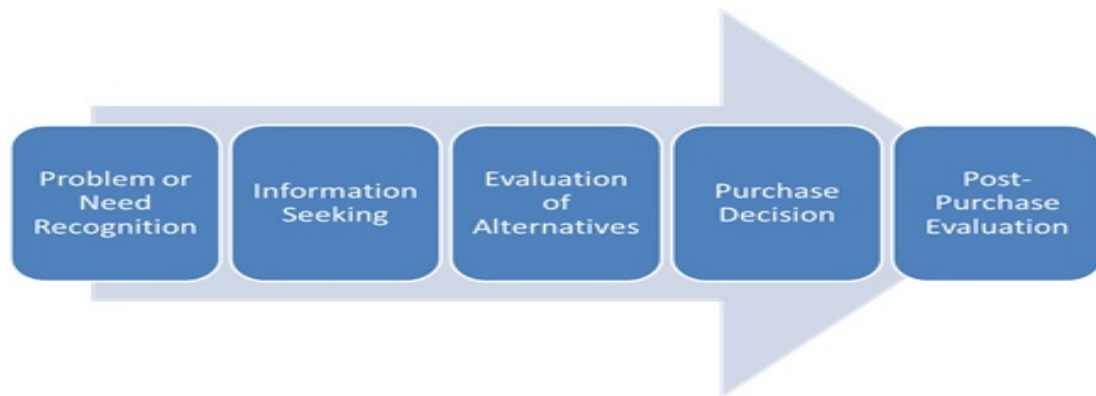 Problem or
Need
Recognition
Information
Seeking
Evaluation
of
Alternatives
Purchase
Decision
Post-
Purchase
Evaluation